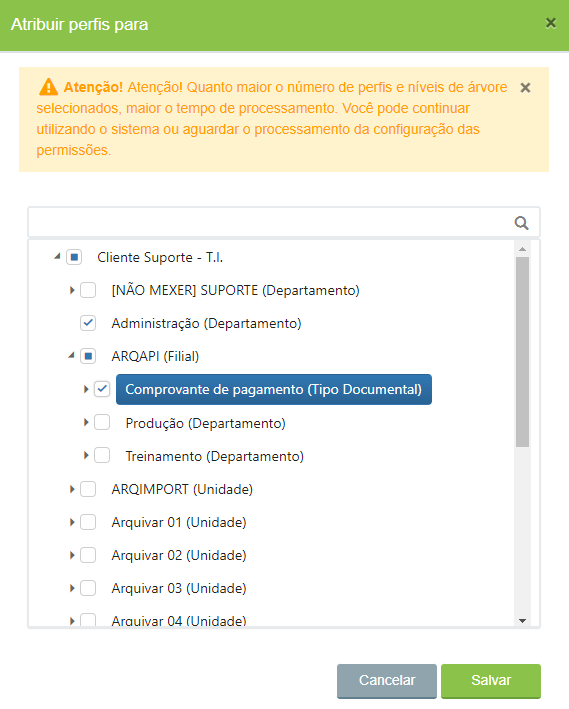 Atribuir perfis para
Atenção! Atenção! Quanto maior o número de perfis e níveis de árvore
selecionados, maior o tempo de processamento. Você pode continuar
utilizando o sistema ou aguardar o processamento da configuração das
permissões.
Cliente Suporte - T.I.
[NÃO MEXER] SUPORTE (Departamento)
Administração (Departamento)
ARQAPI (Filial)
Comprovante de pagamento (Tipo Documental)
Produção (Departamento)
Treinamento (Departamento)
ARQIMPORT (Unidade)
Arquivar 01 (Unidade)
Arquivar 02 (Unidade)
Arquivar 03 (Unidade)
Arquivar 04 (Unidade)
Cancelar
Salvar